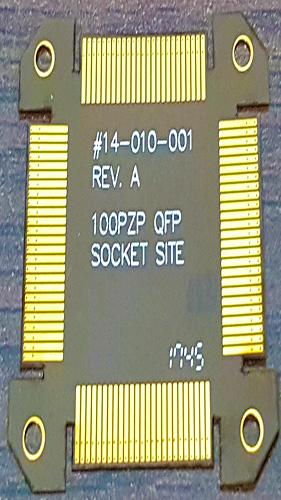 #14-010-001
REV. A
100PZP QFP
SOCKET SITE
1745